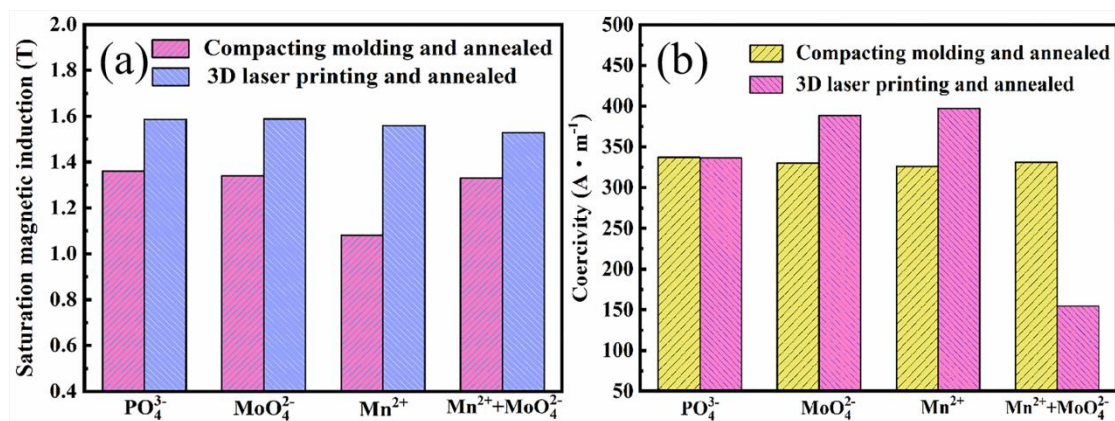 (a)
Compacting molding and annealed
3D laser printing and annealed
Saturation magnetic induction (T)
2.0
1.8
1.6
1.4
1.2
1.0
0.8
0.6
0.4
PO₄³⁻
MoO₄²⁻
Mn²⁺
Mn²⁺+MoO₄²⁻
(b)
Compacting molding and annealed
3D laser printing and annealed
Coercivity (A · m⁻¹)
500
450
400
350
300
250
200
150
100
50
PO₄³⁻
MoO₄²⁻
Mn²⁺
Mn²⁺+MoO₄²⁻